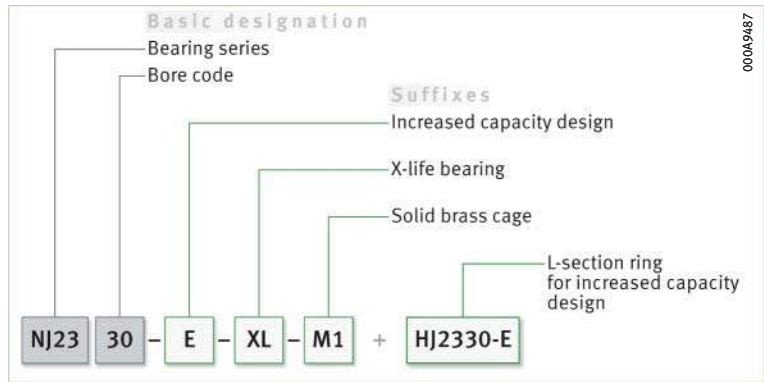 Basic designation
Bearing series
Bore code
Suffixes
Increased capacity design
X-life bearing
Solid brass cage
L-section ring
for increased capacity
design
NJ23 30 – E – XL – M1 + HJ2330-E
000A9487